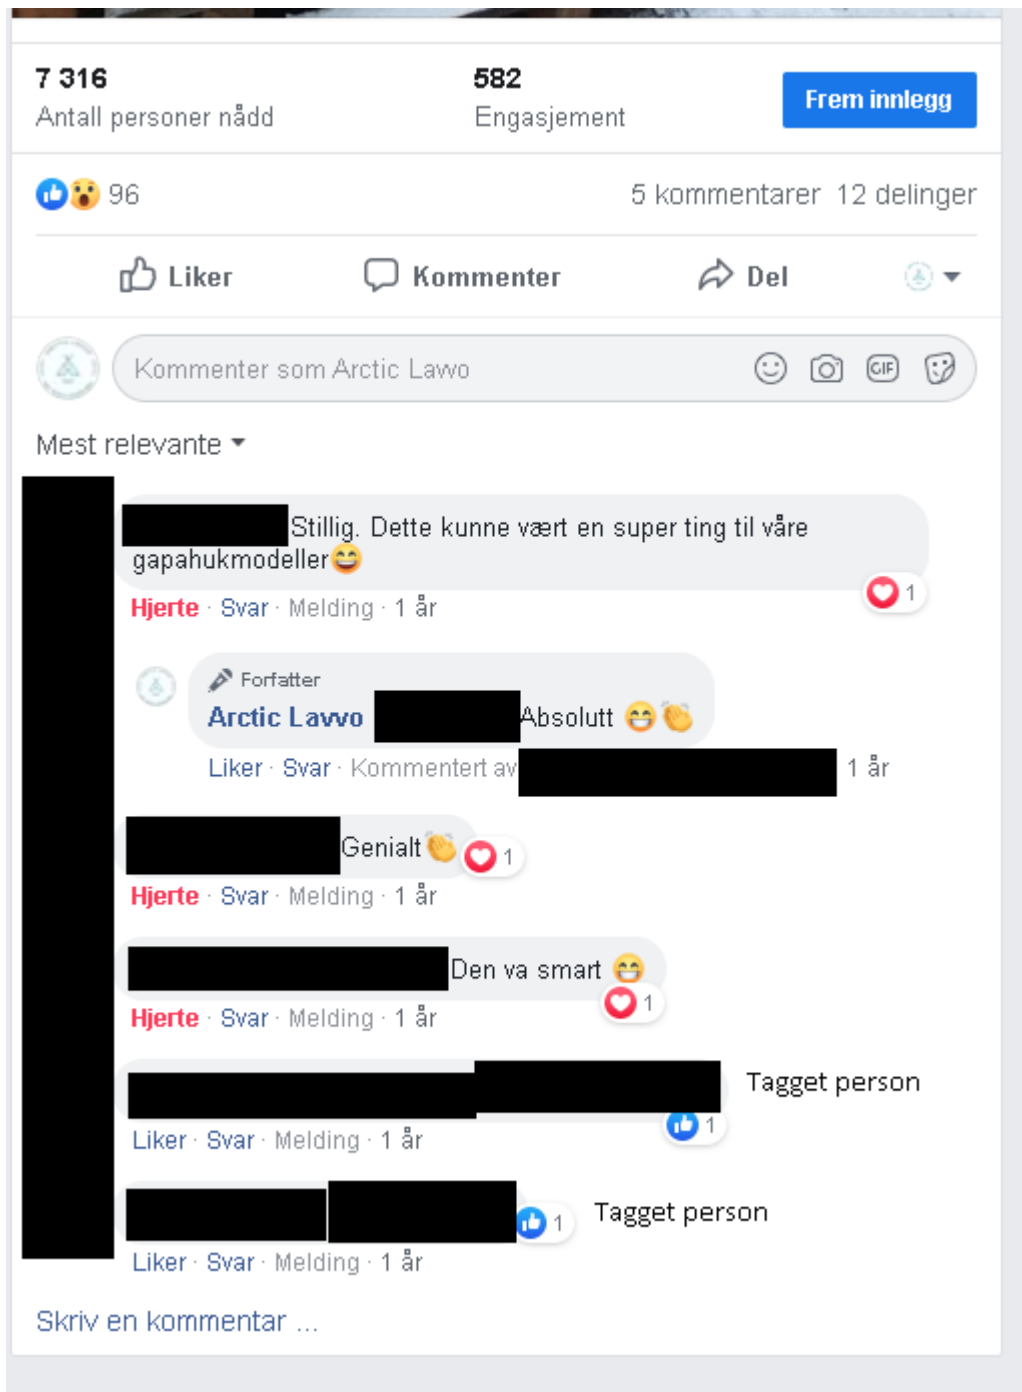 7 316
582
Frem innlegg
Antall personer nådd
Engasjement
96
5 kommentarer 12 delinger
Liker
Kommenter
Del
Kommenter som Arctic Lavvo
GIF
Mest relevante
Stillig. Dette kunne vært en super ting til våre
gapahukmodeller😄
1
Hjerte · Svar · Melding · 1 år
Forfatter
Arctic Lavvo Absolutt 😁👏
Liker · Svar · Kommentert av 1 år
Genialt👏
1
Hjerte · Svar · Melding · 1 år
Den va smart 😁
1
Hjerte · Svar · Melding · 1 år
Tagget person
1
Liker · Svar · Melding · 1 år
Tagget person
1
Liker · Svar · Melding · 1 år
Skriv en kommentar ...